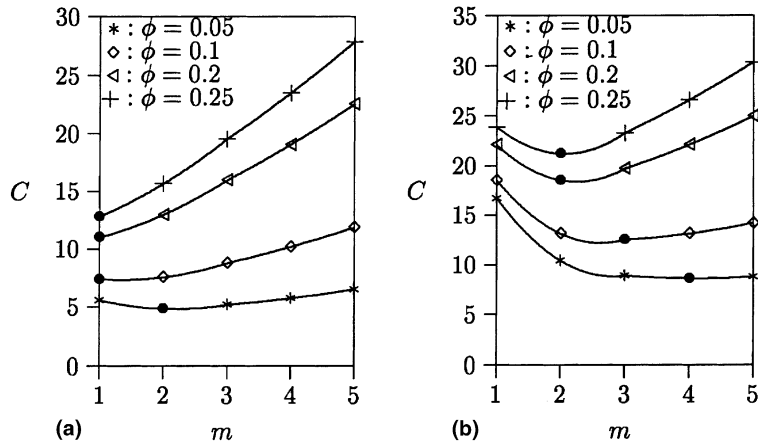 30
25
20
15
10
5
0
C
∗ : ϕ = 0.05
◇ : ϕ = 0.1
◁ : ϕ = 0.2
+ : ϕ = 0.25
1 2 3 4 5
(a) m
35
30
25
20
15
10
5
0
C
∗ : ϕ = 0.05
◇ : ϕ = 0.1
◁ : ϕ = 0.2
+ : ϕ = 0.25
1 2 3 4 5
(b) m